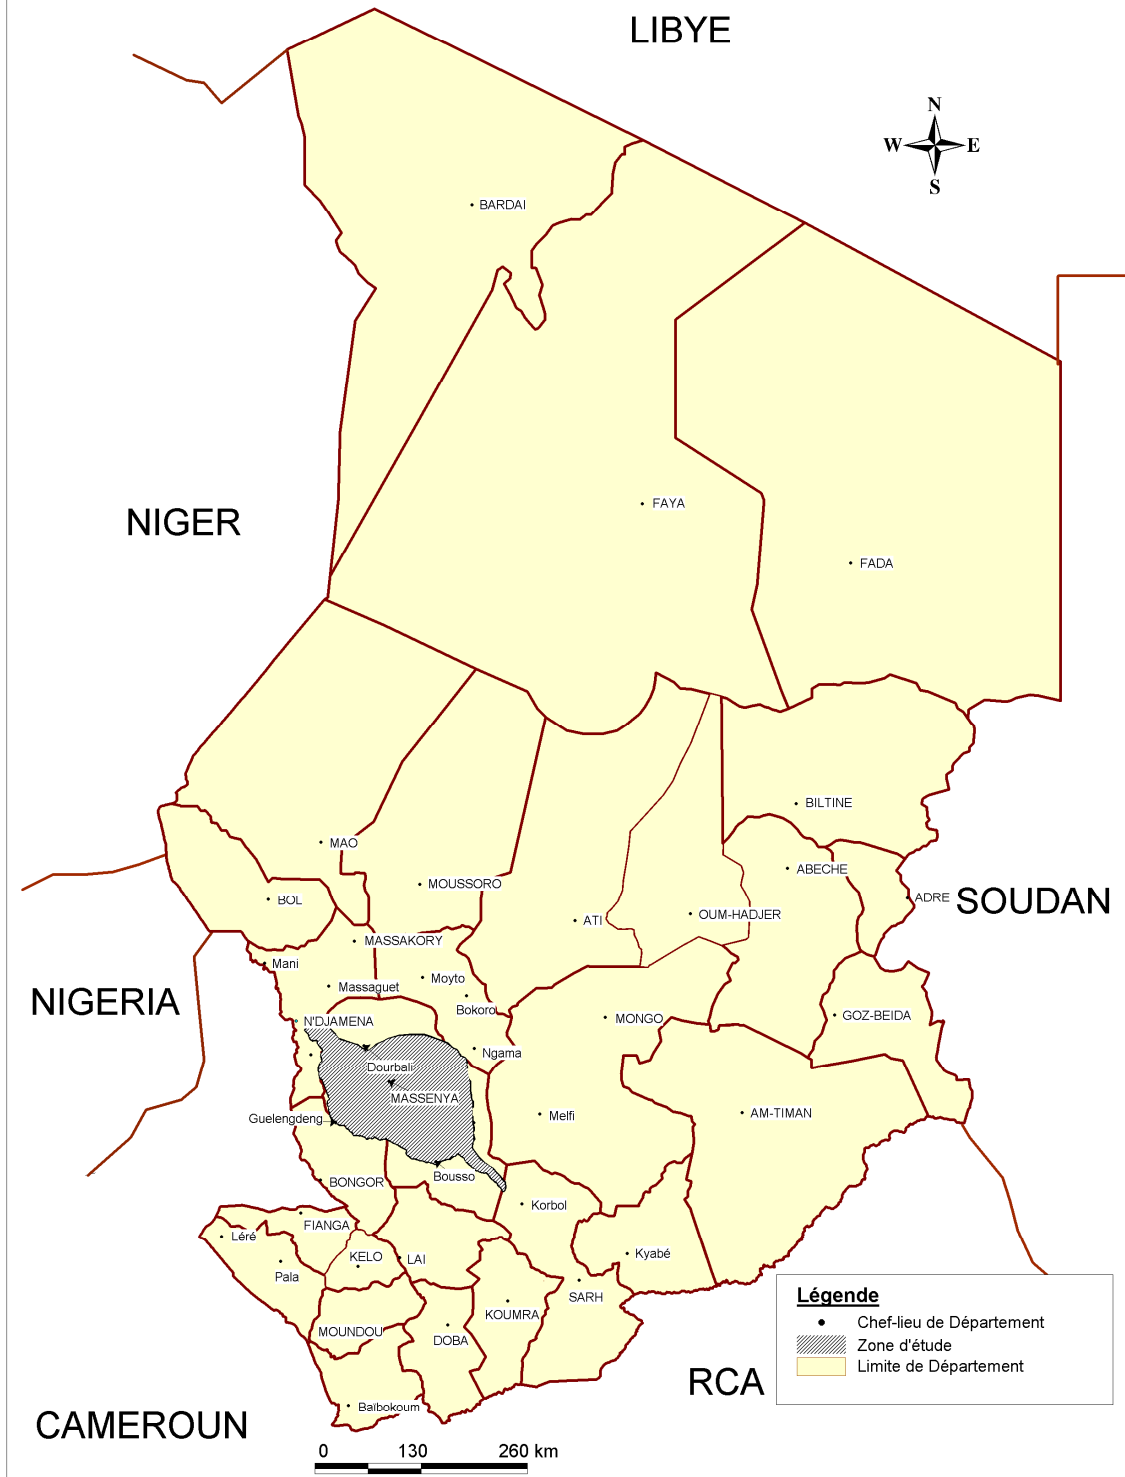 LIBYE
N
W E
S
BARDAI
FAYA
NIGER
FADA
BILTINE
MAO
ABECHE
MOUSSORO
BOL
ADRE
SOUDAN
OUM-HADJER
ATI
MASSAKORY
Mani
Moyto
Massaguet
NIGERIA
Bokoro
GOZ-BEIDA
MONGO
N'DJAMENA
Ngama
Dourbali
MASSENYA
AM-TIMAN
Melfi
Guelengdeng
Bousso
BONGOR
Korbol
FIANGA
Léré
Kyabé
KELO
LAI
Pala
SARH
KOUMRA
MOUNDOU
DOBA
Légende
Chef-lieu de Département
Zone d'étude
Limite de Département
RCA
Baïbokoum
CAMEROUN
0 130 260 km